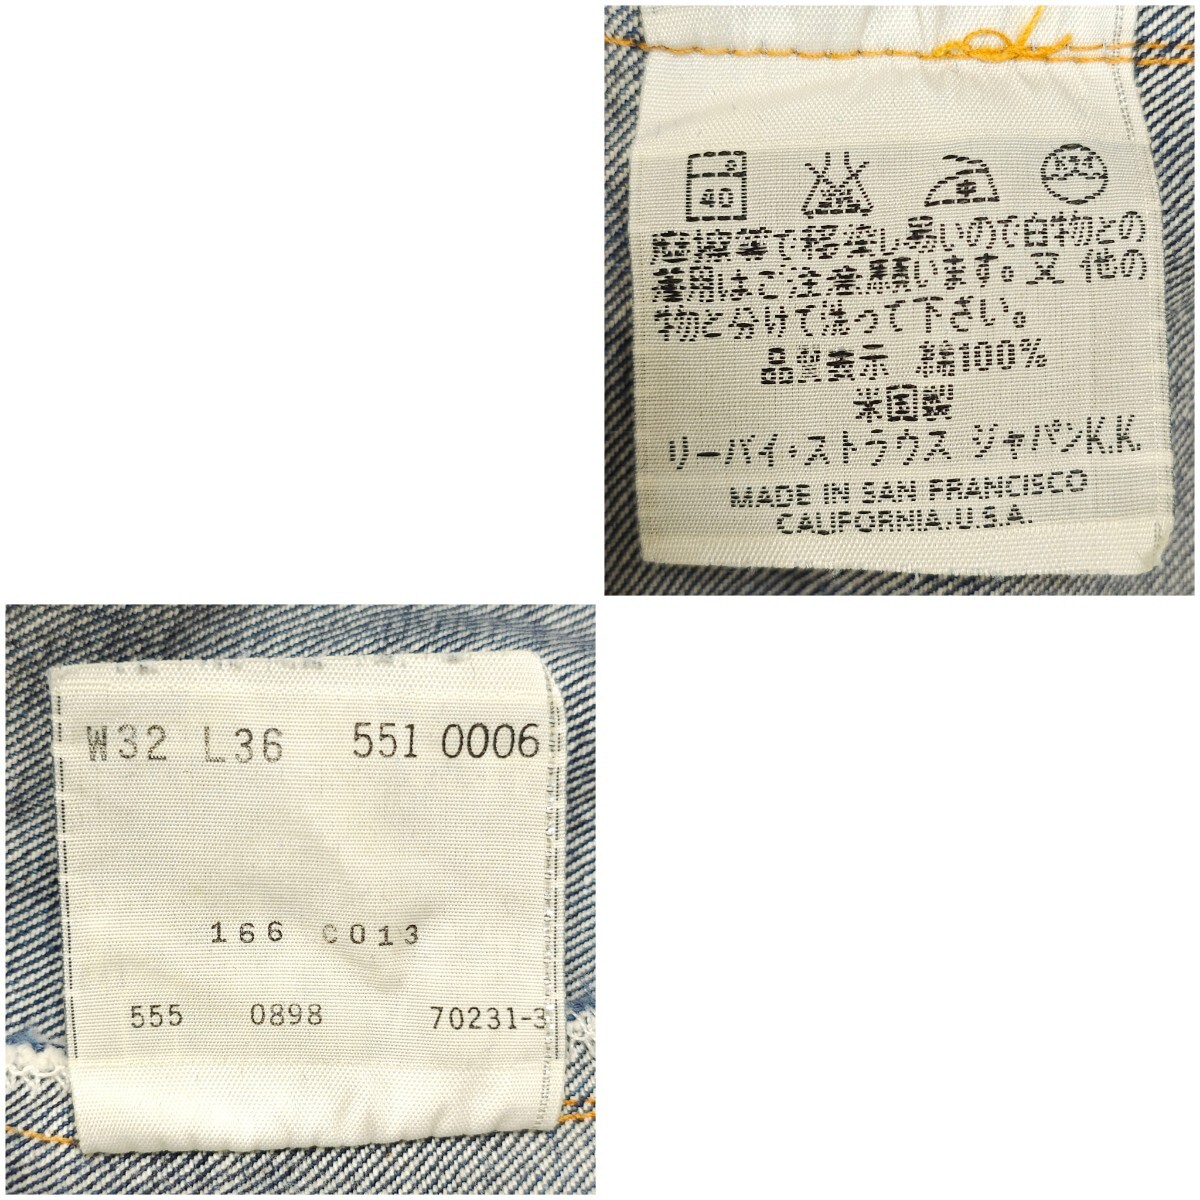 40
ドライ
摩擦等で移染し易いので白物との
着用はご注意願います。又 他の
物と分けて洗って下さい。
品質表示 綿100%
米国製
リーバイ・ストラウス ジャパンK.K.
MADE IN SAN FRANCISCO
CALIFORNIA.U.S.A.
W32 L36 551 0006
166 C013
555 0898 70231-3